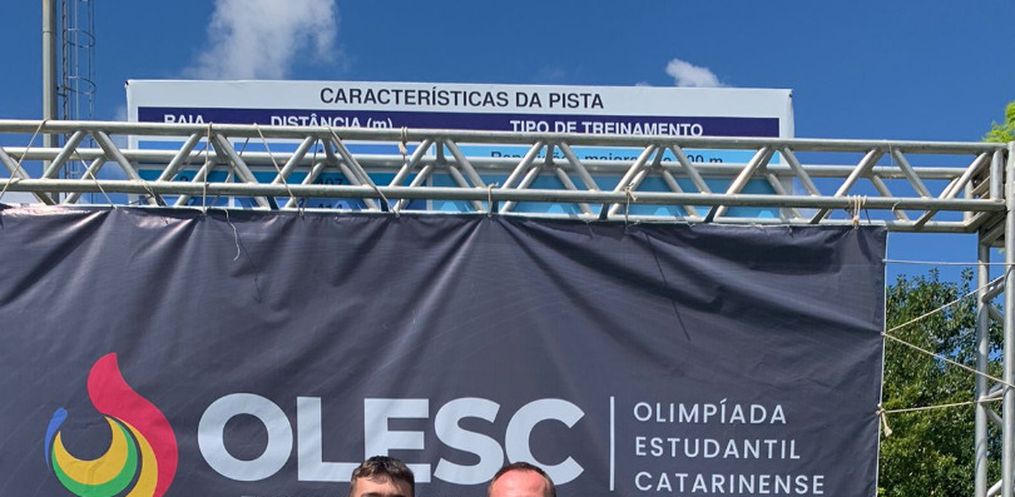 CARACTERÍSTICAS DA PISTA
RAIA DISTÂNCIA (m) TIPO DE TREINAMENTO
OLESC
OLIMPÍADA
ESTUDANTIL
CATARINENSE